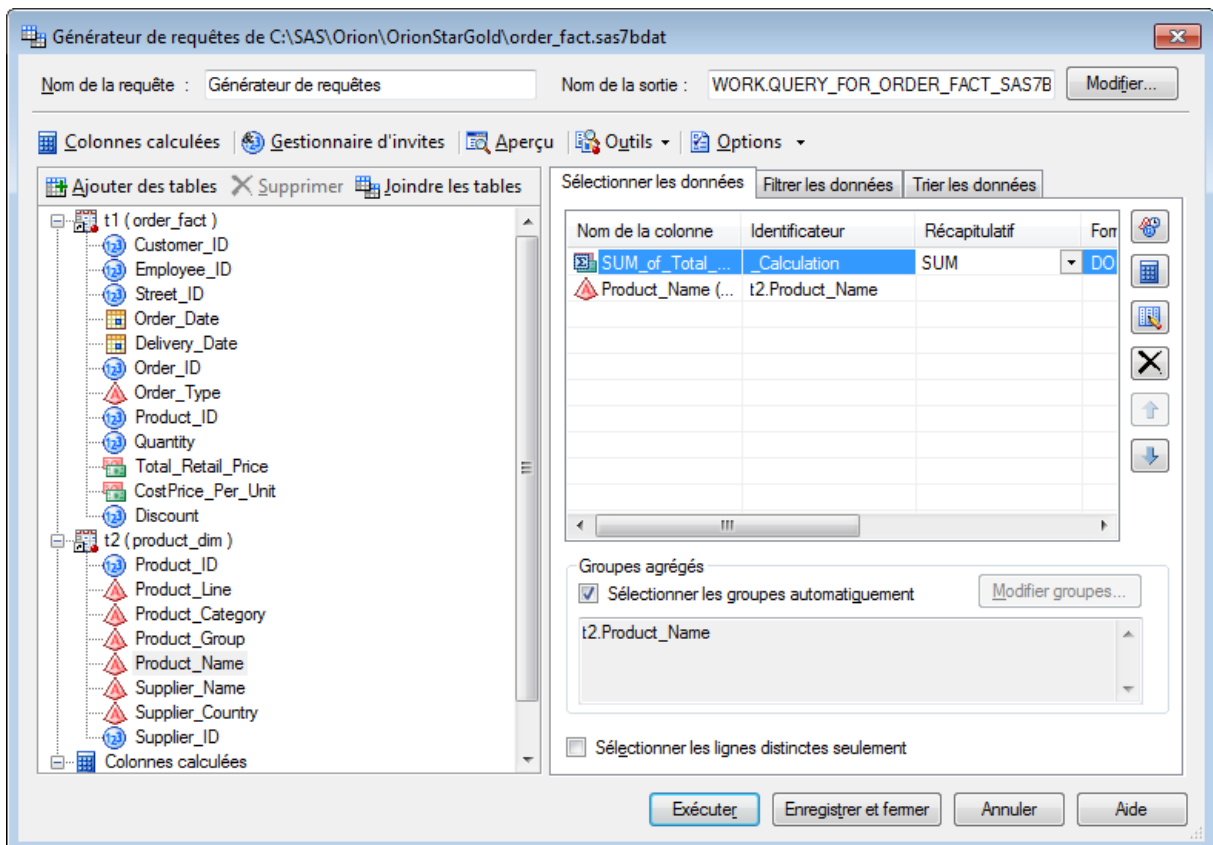 Générateur de requêtes de C:\SAS\Orion\OrionStarGold\order_fact.sas7bdat
Nom de la requête : Générateur de requêtes Nom de la sortie : WORK.QUERY_FOR_ORDER_FACT_SAS7B Modifier...
Colonnes calculées Gestionnaire d'invites Aperçu Outils Options
Ajouter des tables Supprimer Joindre les tables
t1 ( order_fact )
Customer_ID
Employee_ID
Street_ID
Order_Date
Delivery_Date
Order_ID
Order_Type
Product_ID
Quantity
Total_Retail_Price
CostPrice_Per_Unit
Discount
t2 ( product_dim )
Product_ID
Product_Line
Product_Category
Product_Group
Product_Name
Supplier_Name
Supplier_Country
Supplier_ID
Colonnes calculées
Sélectionner les données Filtrer les données Trier les données
Nom de la colonne Identificateur Récapitulatif For
SUM_of_Total_... _Calculation SUM DO
Product_Name (... t2.Product_Name
Groupes agrégés
Sélectionner les groupes automatiquement Modifier groupes...
t2.Product_Name
Sélectionner les lignes distinctes seulement
Exécuter Enregistrer et fermer Annuler Aide